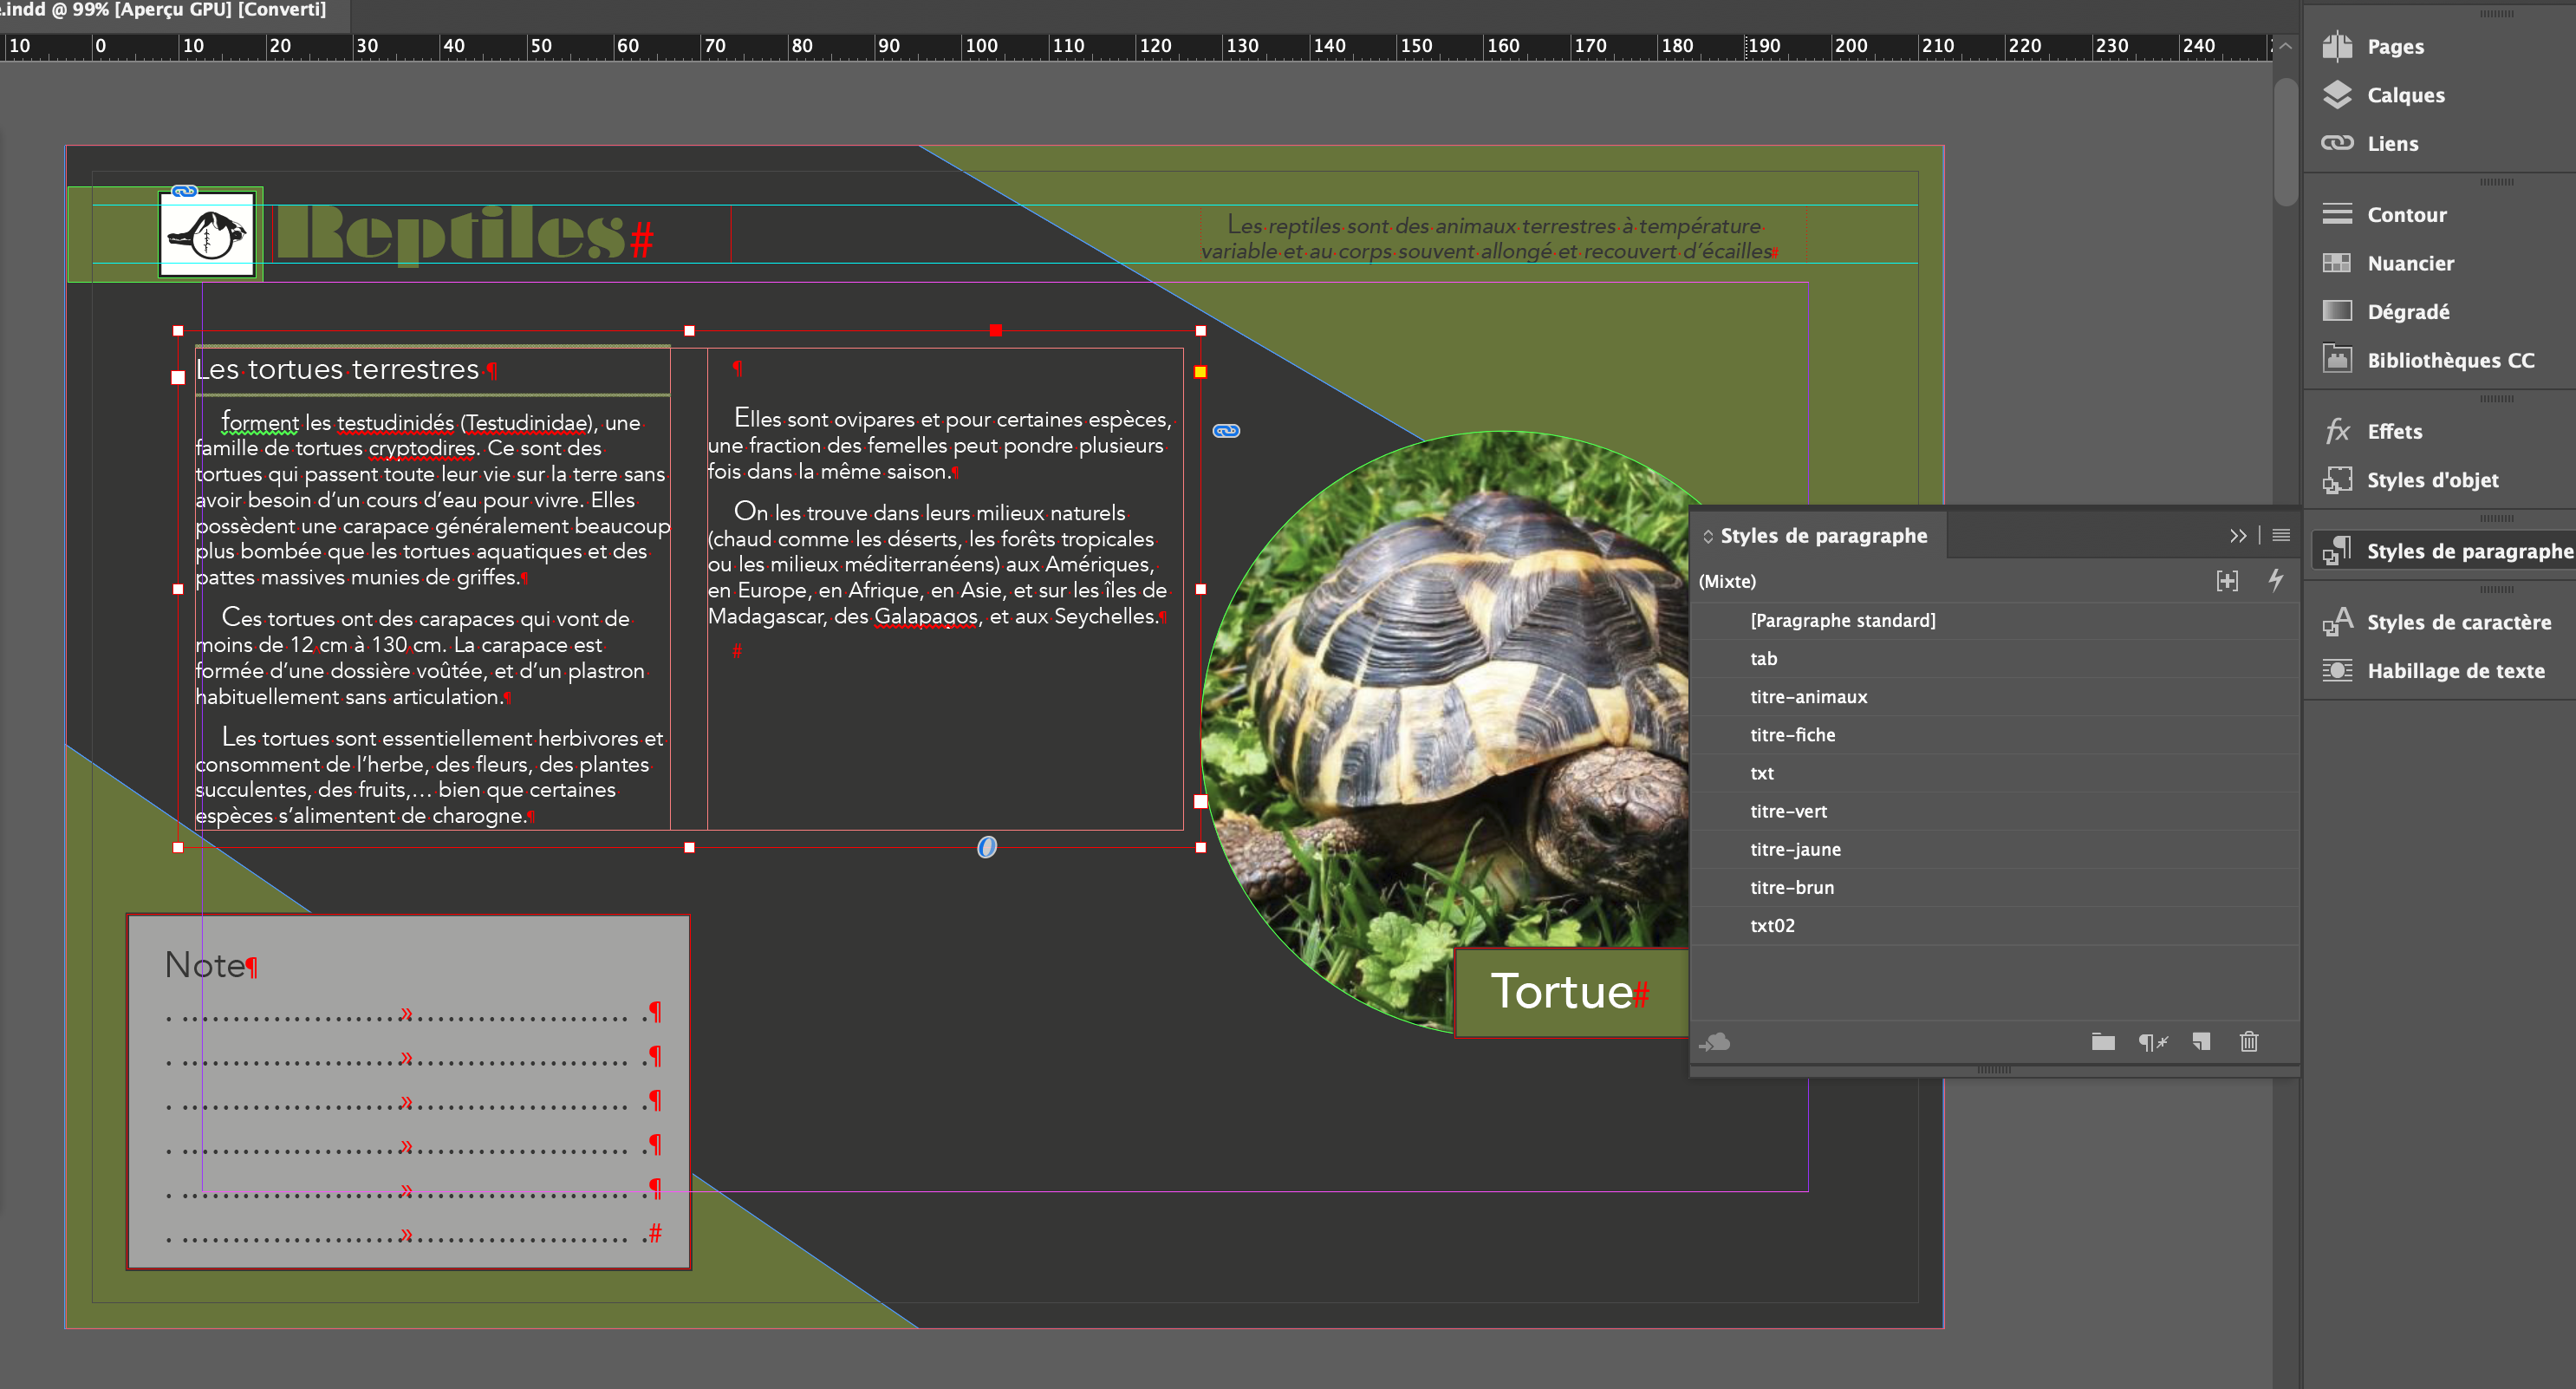 .indd @ 99% [Aperçu GPU] [Converti]
10 0 10 20 30 40 50 60 70 80 90 100 110 120 130 140 150 160 170 180 190 200 210 220 230 240
Reptiles#
Les reptiles sont des animaux terrestres à température
variable et au corps souvent allongé et recouvert d’écailles#
Les tortues terrestres ¶
forment les testudinidés (Testudinidae), une
famille de tortues cryptodires. Ce sont des
tortues qui passent toute leur vie sur la terre sans
avoir besoin d’un cours d’eau pour vivre. Elles
possèdent une carapace généralement beaucoup
plus bombée que les tortues aquatiques et des
pattes massives munies de griffes.¶
Ces tortues ont des carapaces qui vont de
moins de 12 cm à 130 cm. La carapace est
formée d’une dossière voûtée, et d’un plastron
habituellement sans articulation.¶
Les tortues sont essentiellement herbivores et
consomment de l’herbe, des fleurs, des plantes
succulentes, des fruits,… bien que certaines
espèces s’alimentent de charogne.¶
¶
Elles sont ovipares et pour certaines espèces,
une fraction des femelles peut pondre plusieurs
fois dans la même saison.¶
On les trouve dans leurs milieux naturels
(chaud comme les déserts, les forêts tropicales
ou les milieux méditerranéens) aux Amériques,
en Europe, en Afrique, en Asie, et sur les îles de
Madagascar, des Galapagos, et aux Seychelles.¶
#
Note¶
. ....................».................... .¶
. ....................».................... .¶
. ....................».................... .¶
. ....................».................... .¶
. ....................».................... .¶
. ....................».................... .#
Tortue#
Styles de paragraphe
(Mixte)
[Paragraphe standard]
tab
titre-animaux
titre-fiche
txt
titre-vert
titre-jaune
titre-brun
txt02
Pages
Calques
Liens
Contour
Nuancier
Dégradé
Bibliothèques CC
fx Effets
Styles d'objet
Styles de paragraphe
Styles de caractère
Habillage de texte